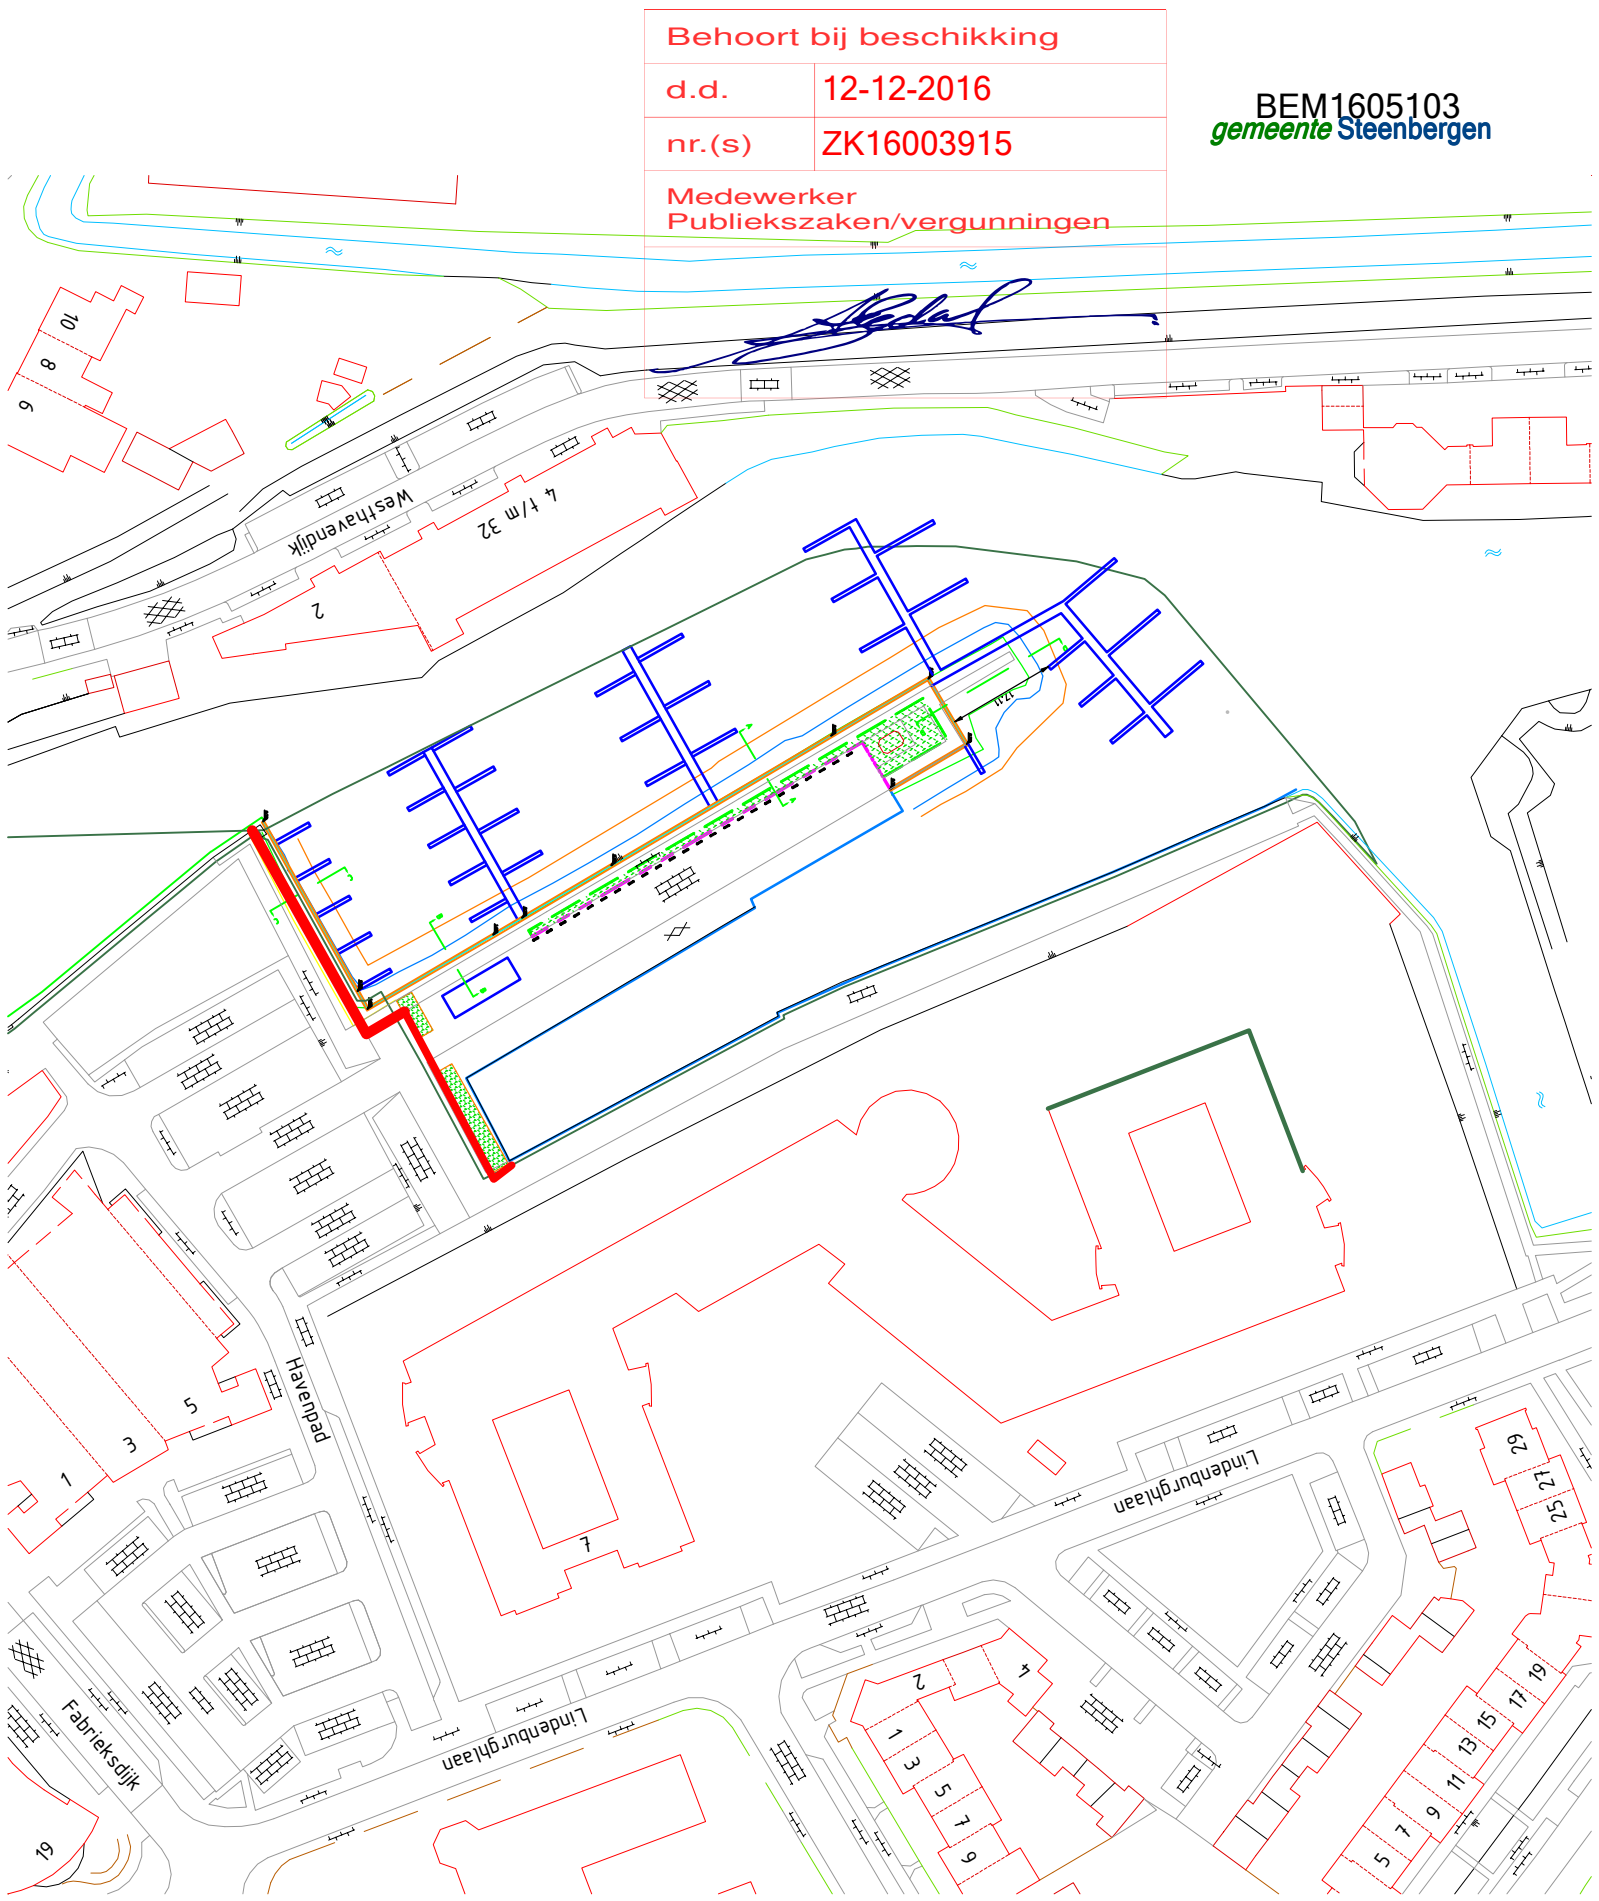 Behoort bij beschikking
d.d. 12-12-2016
nr.(s) ZK16003915
Medewerker
Publiekszaken/vergunningen
BEM1605103
gemeente Steenbergen
10
8
6
Westhavendijk
4 t/m 32
2
17.11
5
3
1
Havenpad
7
Lindenburghlaan
29
27
25
Fabrieksdijk
19
Lindenburghlaan
2
4
1
3
5
7
9
19
17
15
13
11
9
7
5